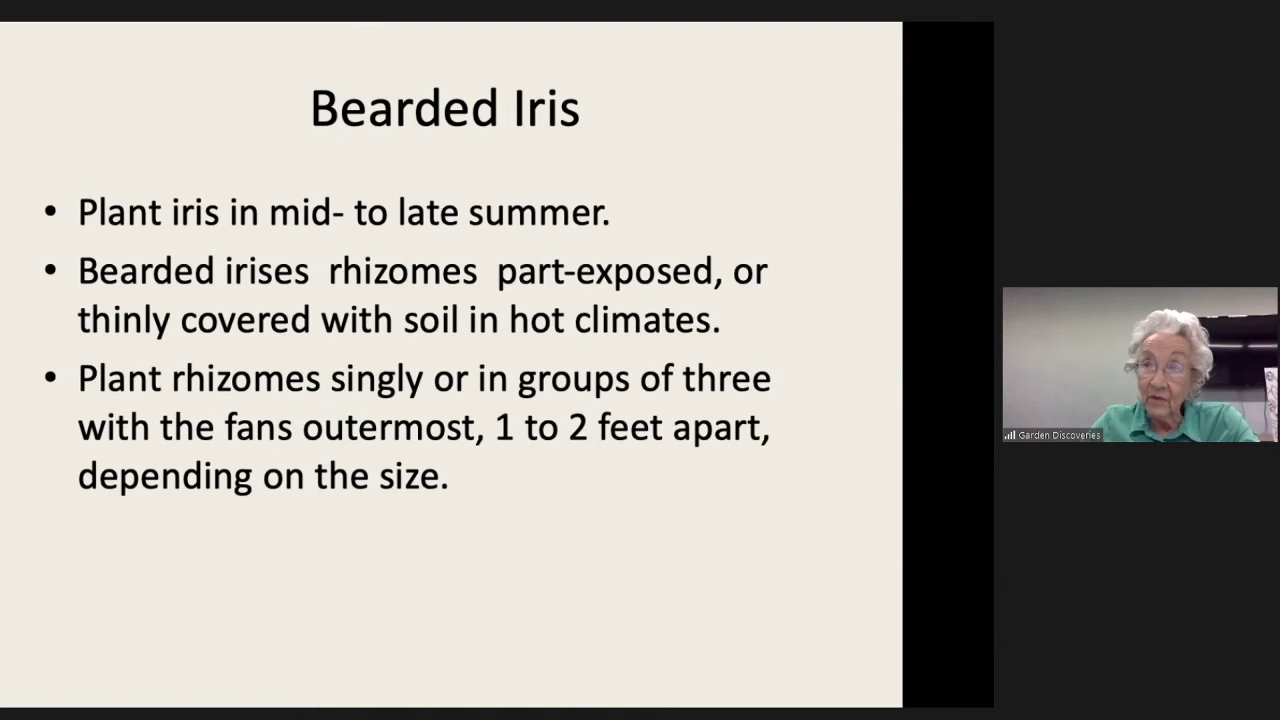 Bearded Iris
• Plant iris in mid- to late summer.
• Bearded irises  rhizomes  part-exposed, or
thinly covered with soil in hot climates.
• Plant rhizomes singly or in groups of three
with the fans outermost, 1 to 2 feet apart,
depending on the size.
Garden Discoveries